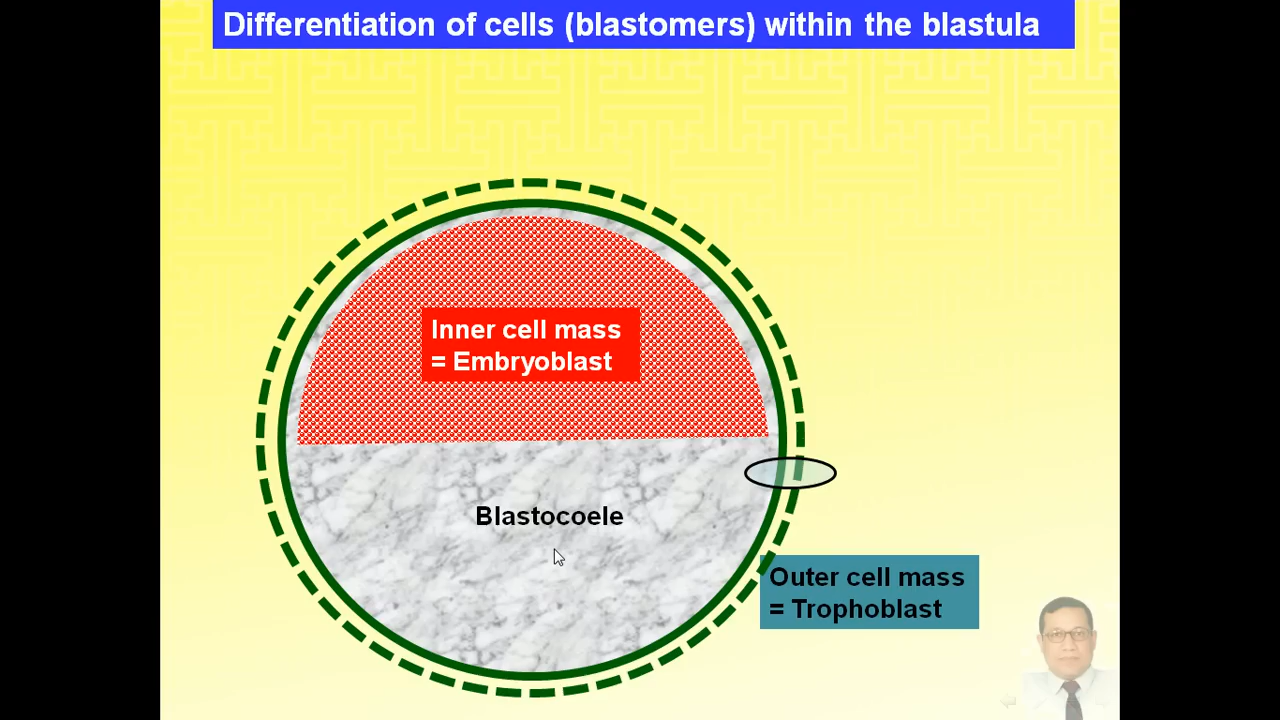 Differentiation of cells (blastomers) within the blastula
Inner cell mass
= Embryoblast
Blastocoele
Outer cell mass
= Trophoblast